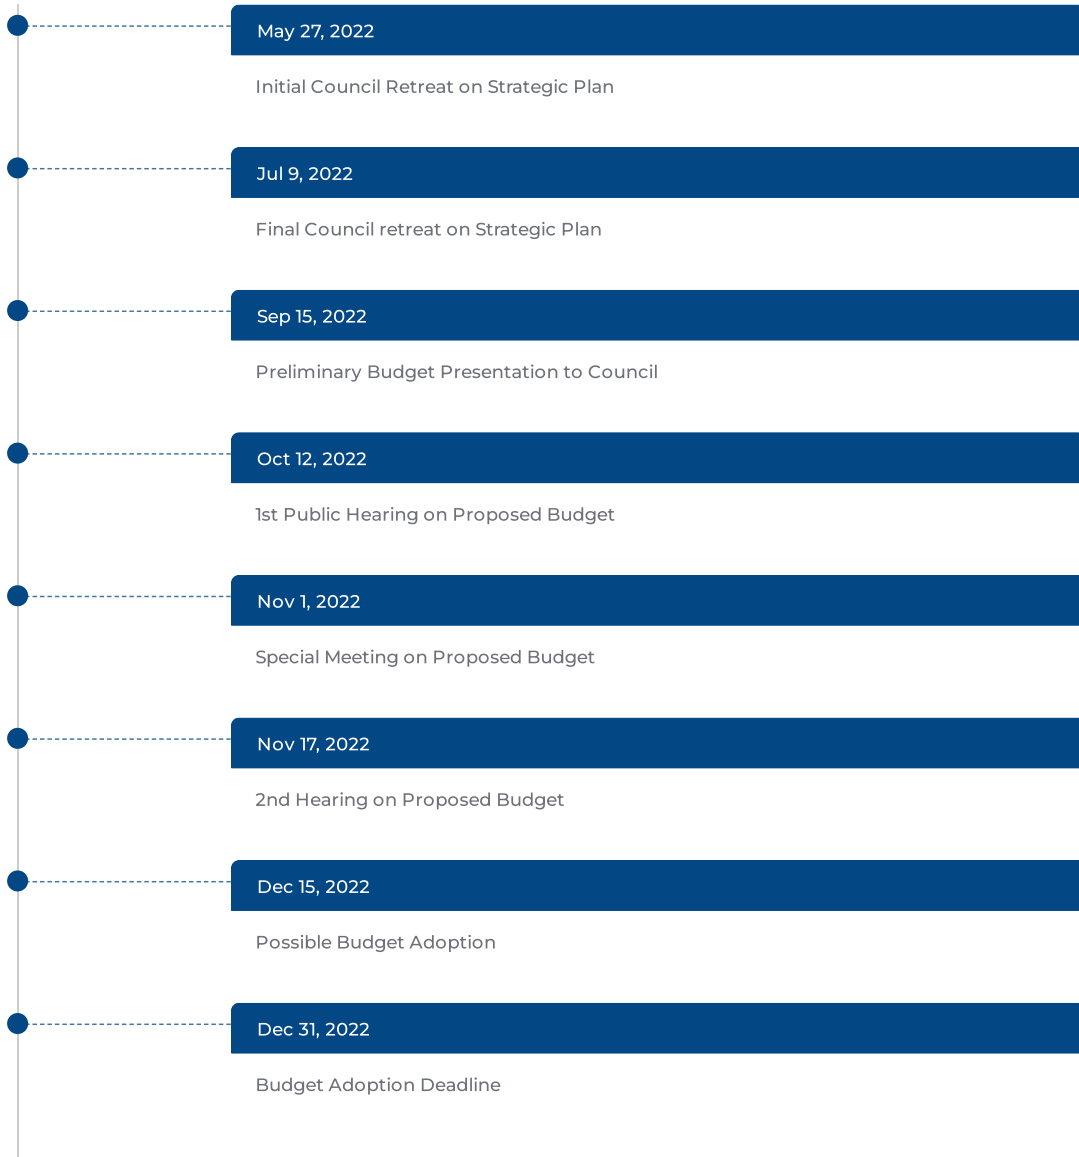 May 27, 2022
Initial Council Retreat on Strategic Plan
Jul 9, 2022
Final Council retreat on Strategic Plan
Sep 15, 2022
Preliminary Budget Presentation to Council
Oct 12, 2022
1st Public Hearing on Proposed Budget
Nov 1, 2022
Special Meeting on Proposed Budget
Nov 17, 2022
2nd Hearing on Proposed Budget
Dec 15, 2022
Possible Budget Adoption
Dec 31, 2022
Budget Adoption Deadline